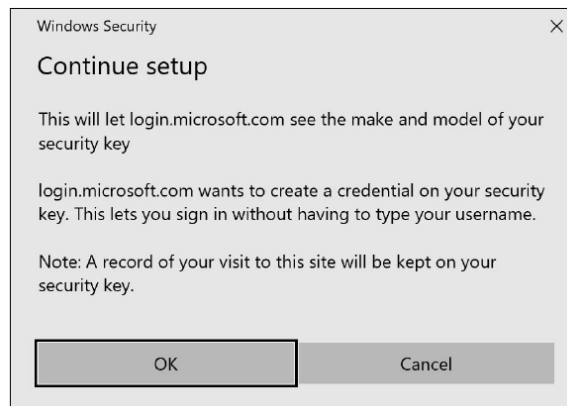 Windows Security
Continue setup
This will let login.microsoft.com see the make and model of your
security key
login.microsoft.com wants to create a credential on your security
key. This lets you sign in without having to type your username.
Note: A record of your visit to this site will be kept on your
security key.
OK
Cancel